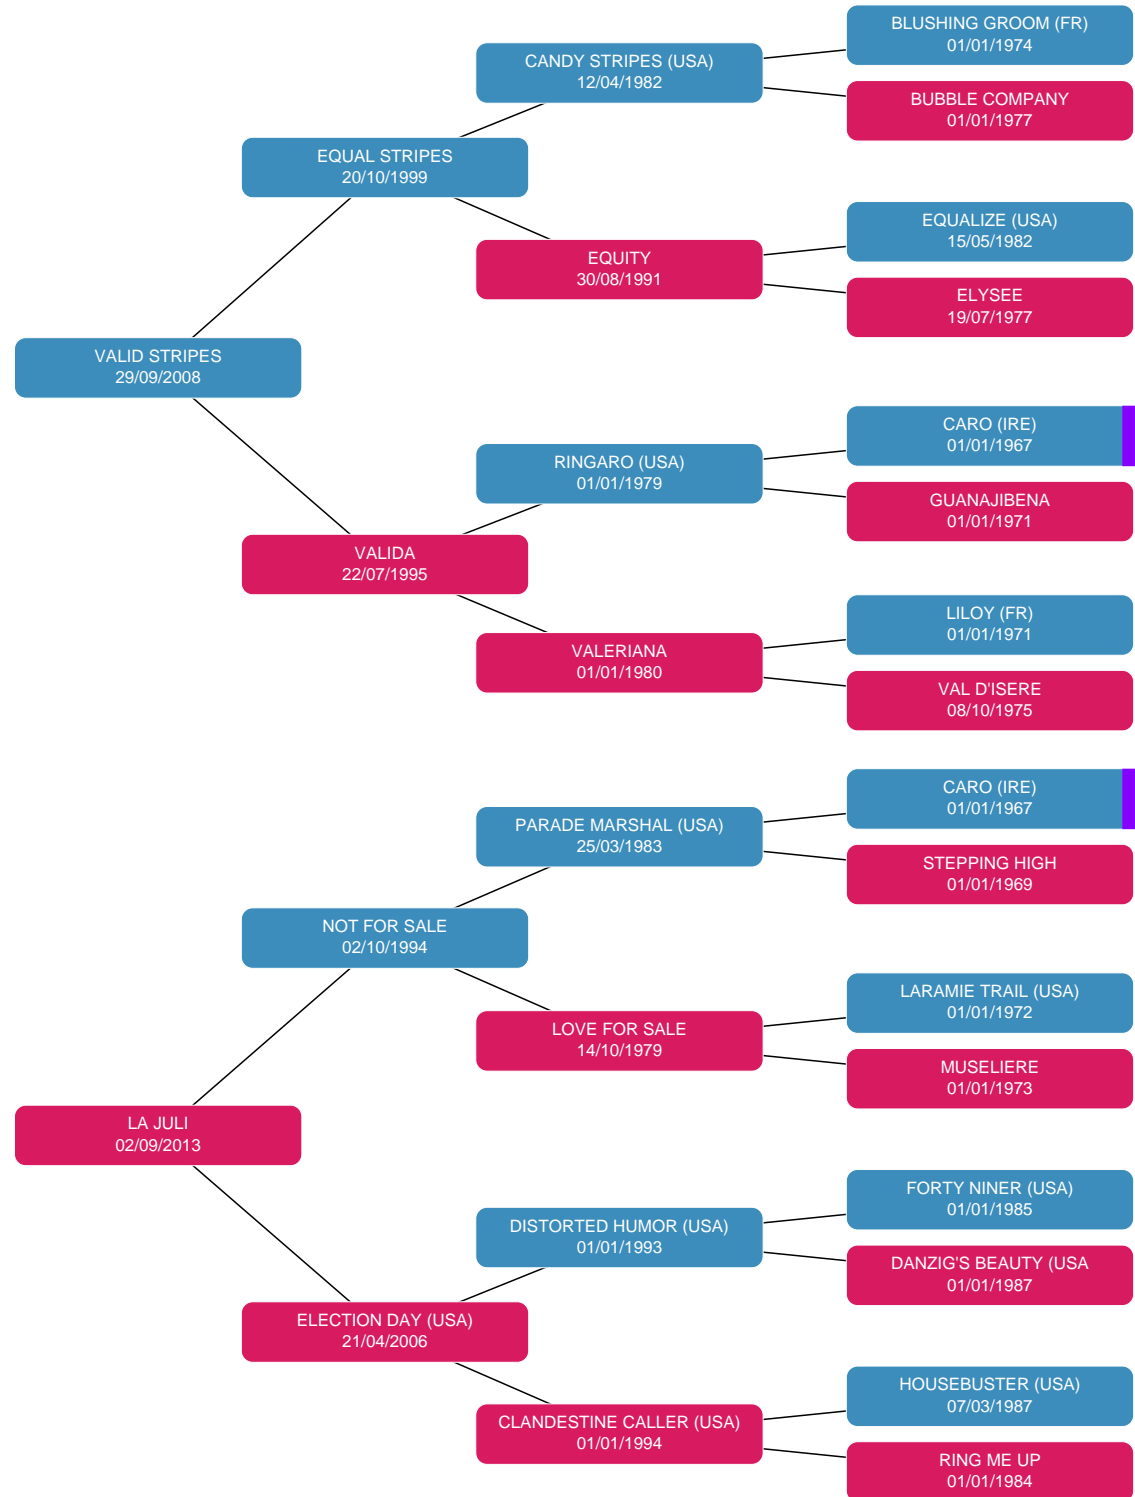 BLUSHING GROOM (FR)
01/01/1974
CANDY STRIPES (USA)
12/04/1982
BUBBLE COMPANY
01/01/1977
EQUAL STRIPES
20/10/1999
EQUALIZE (USA)
15/05/1982
EQUITY
30/08/1991
ELYSEE
19/07/1977
VALID STRIPES
29/09/2008
CARO (IRE)
01/01/1967
RINGARO (USA)
01/01/1979
GUANAJIBENA
01/01/1971
VALIDA
22/07/1995
LILOY (FR)
01/01/1971
VALERIANA
01/01/1980
VAL D'ISERE
08/10/1975
CARO (IRE)
01/01/1967
PARADE MARSHAL (USA)
25/03/1983
STEPPING HIGH
01/01/1969
NOT FOR SALE
02/10/1994
LARAMIE TRAIL (USA)
01/01/1972
LOVE FOR SALE
14/10/1979
MUSELIERE
01/01/1973
LA JULI
02/09/2013
FORTY NINER (USA)
01/01/1985
DISTORTED HUMOR (USA)
01/01/1993
DANZIG'S BEAUTY (USA
01/01/1987
ELECTION DAY (USA)
21/04/2006
HOUSEBUSTER (USA)
07/03/1987
CLANDESTINE CALLER (USA)
01/01/1994
RING ME UP
01/01/1984